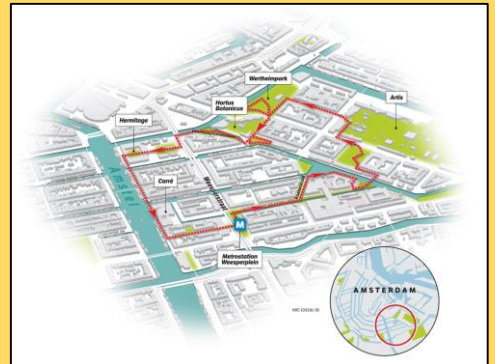 Wertheimpark
Artis
Hortus
Botanicus
Hermitage
Amstel
Weesperstraat
Carré
M
Metrostation
Weesperplein
AMSTERDAM